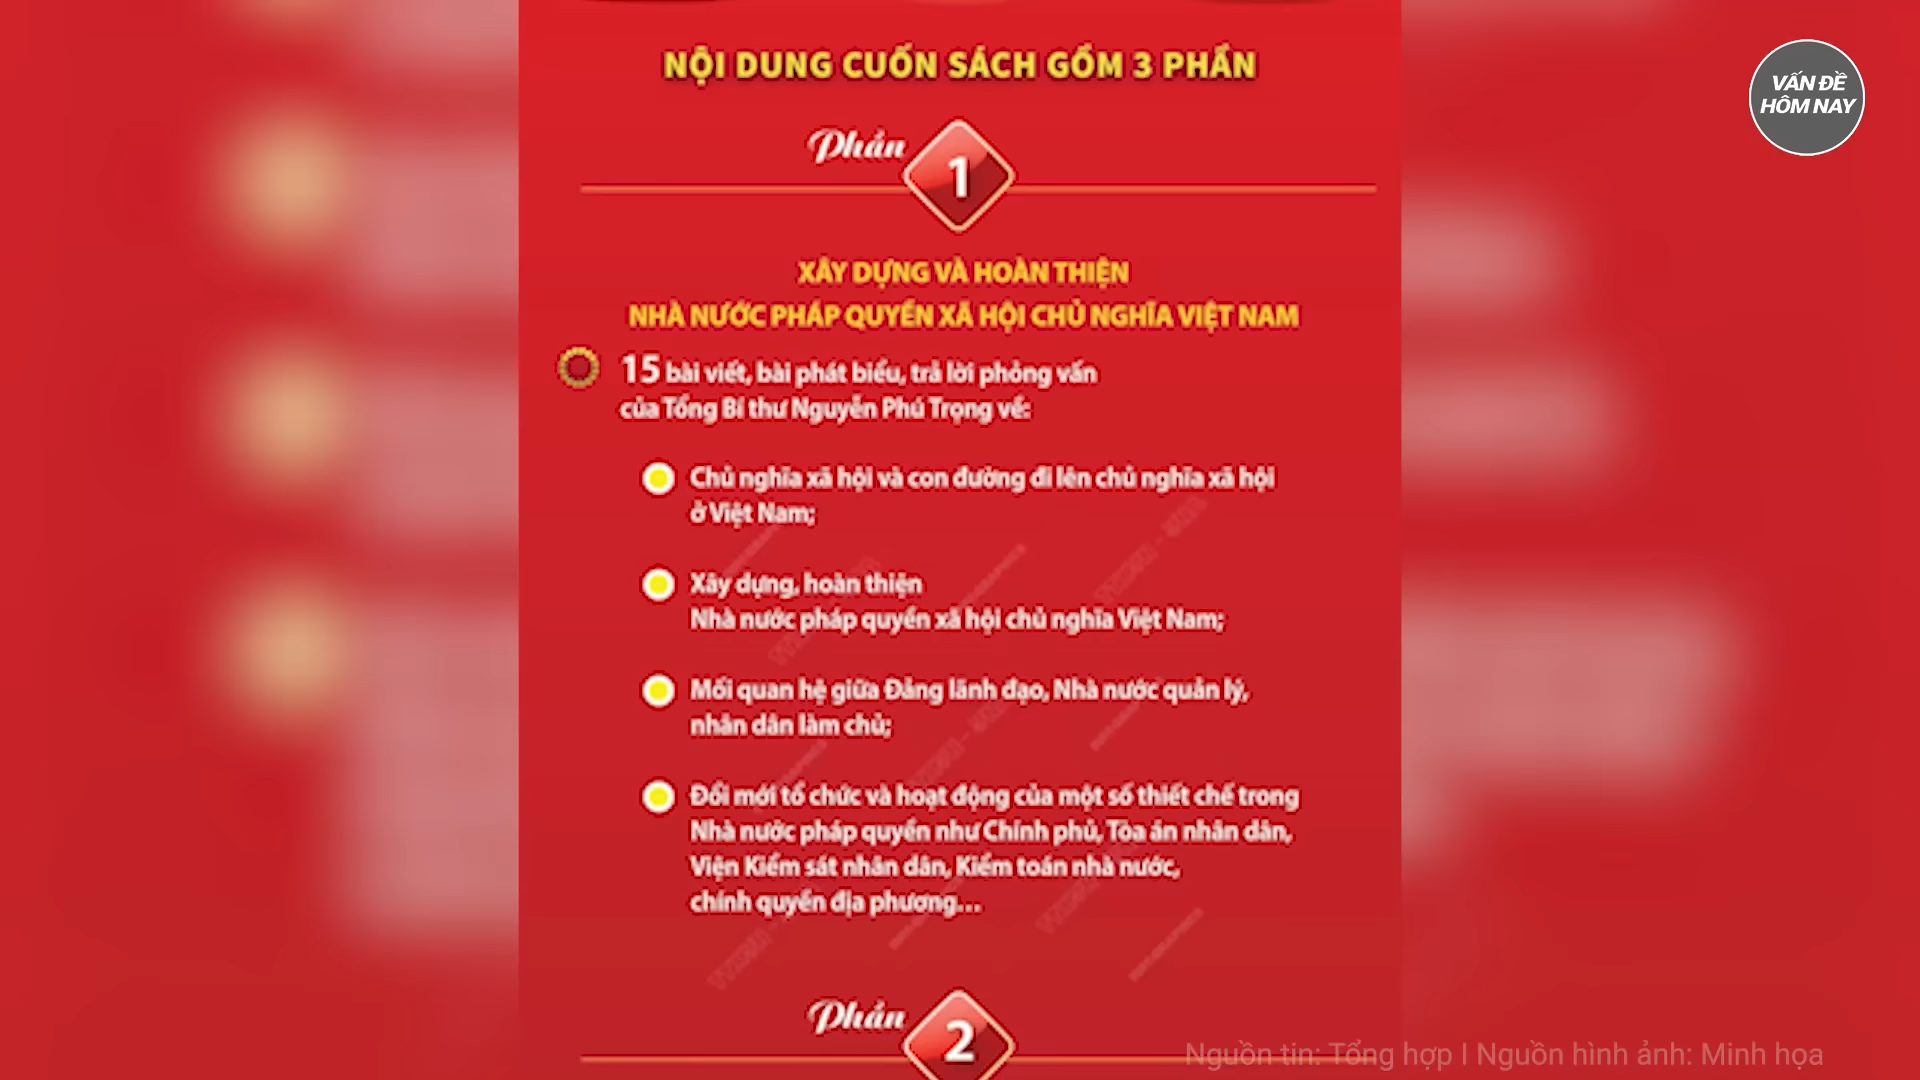 NỘI DUNG CUỐN SÁCH GỒM 3 PHẦN
VẤN ĐỀ
HÔM NAY
Phần
1
XÂY DỰNG VÀ HOÀN THIỆN
NHÀ NƯỚC PHÁP QUYỀN XÃ HỘI CHỦ NGHĨA VIỆT NAM
15 bài viết, bài phát biểu, trả lời phỏng vấn
của Tổng Bí thư Nguyễn Phú Trọng về:
Chủ nghĩa xã hội và con đường đi lên chủ nghĩa xã hội
ở Việt Nam;
Xây dựng, hoàn thiện
Nhà nước pháp quyền xã hội chủ nghĩa Việt Nam;
Mối quan hệ giữa Đảng lãnh đạo, Nhà nước quản lý,
nhân dân làm chủ;
Đổi mới tổ chức và hoạt động của một số thiết chế trong
Nhà nước pháp quyền như Chính phủ, Tòa án nhân dân,
Viện Kiểm sát nhân dân, Kiểm toán nhà nước,
chính quyền địa phương...
Phần
2
Nguồn tin: Tổng hợp I Nguồn hình ảnh: Minh họa